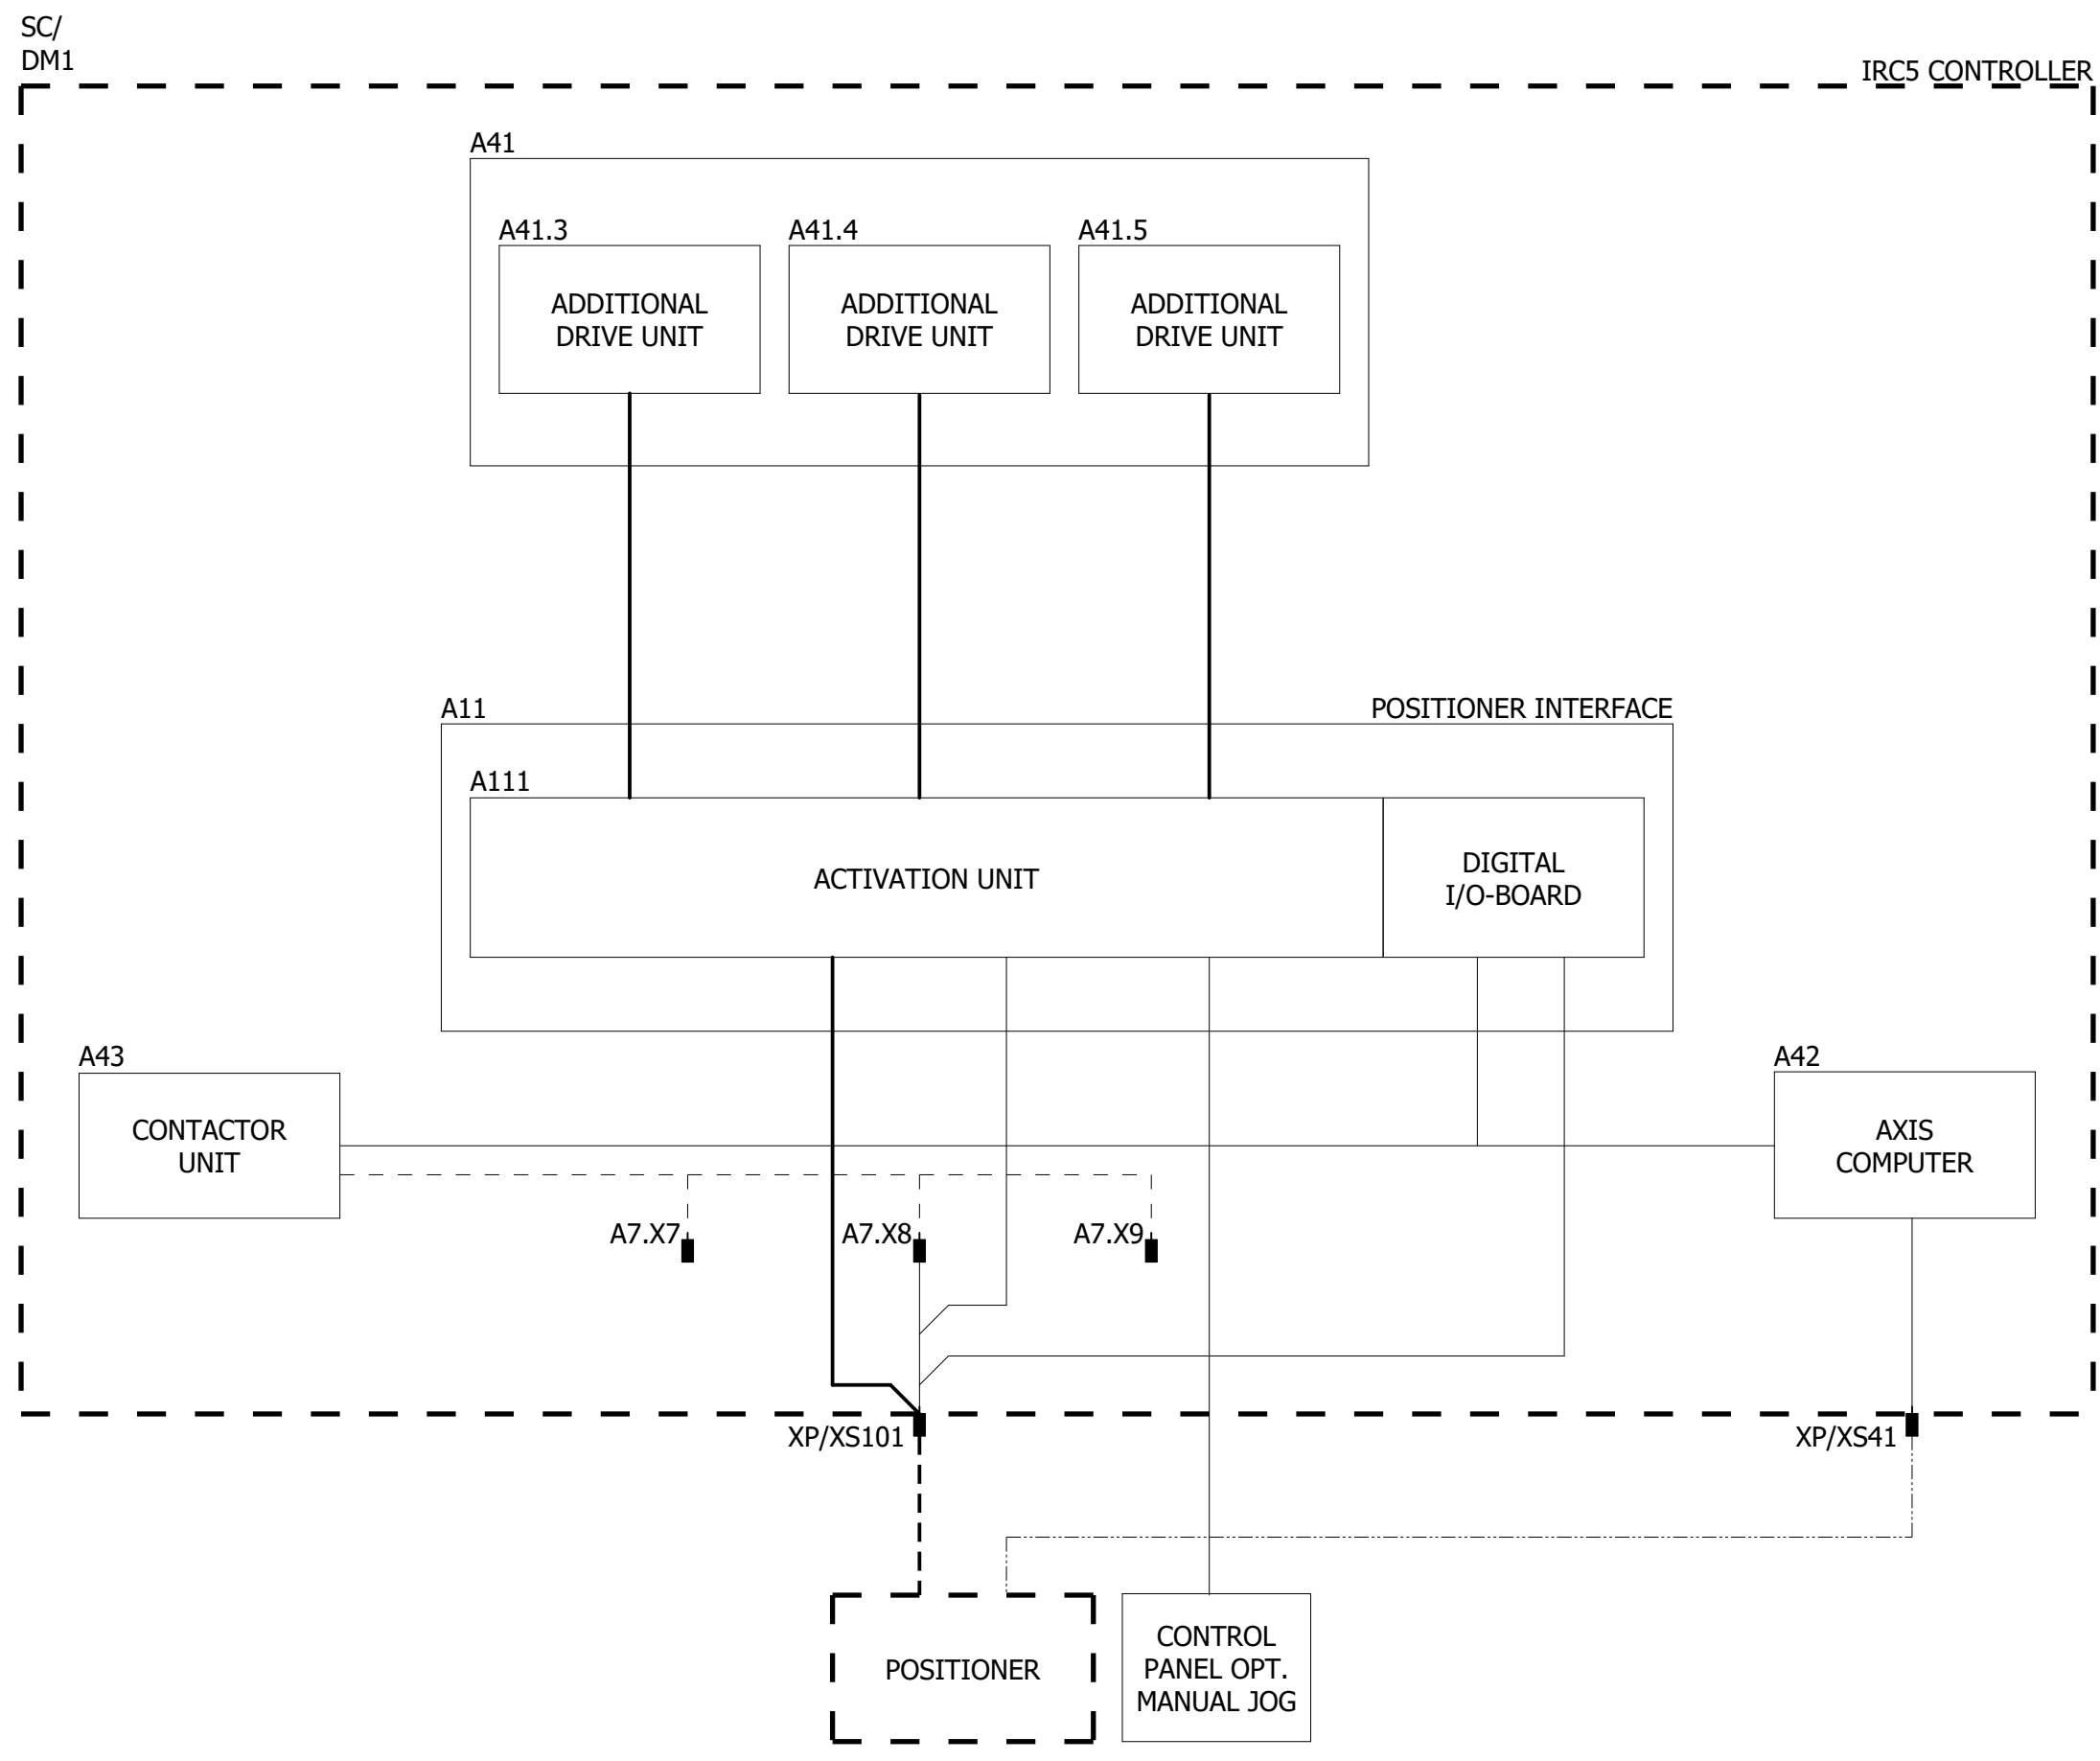 SC/
DM1
IRC5 CONTROLLER
A41
A41.3
A41.4
A41.5
ADDITIONAL
DRIVE UNIT
ADDITIONAL
DRIVE UNIT
ADDITIONAL
DRIVE UNIT
A11
POSITIONER INTERFACE
A111
ACTIVATION UNIT
DIGITAL
I/O-BOARD
A43
CONTACTOR
UNIT
A42
AXIS
COMPUTER
A7.X7
A7.X8
A7.X9
XP/XS101
XP/XS41
POSITIONER
CONTROL
PANEL OPT.
MANUAL JOG